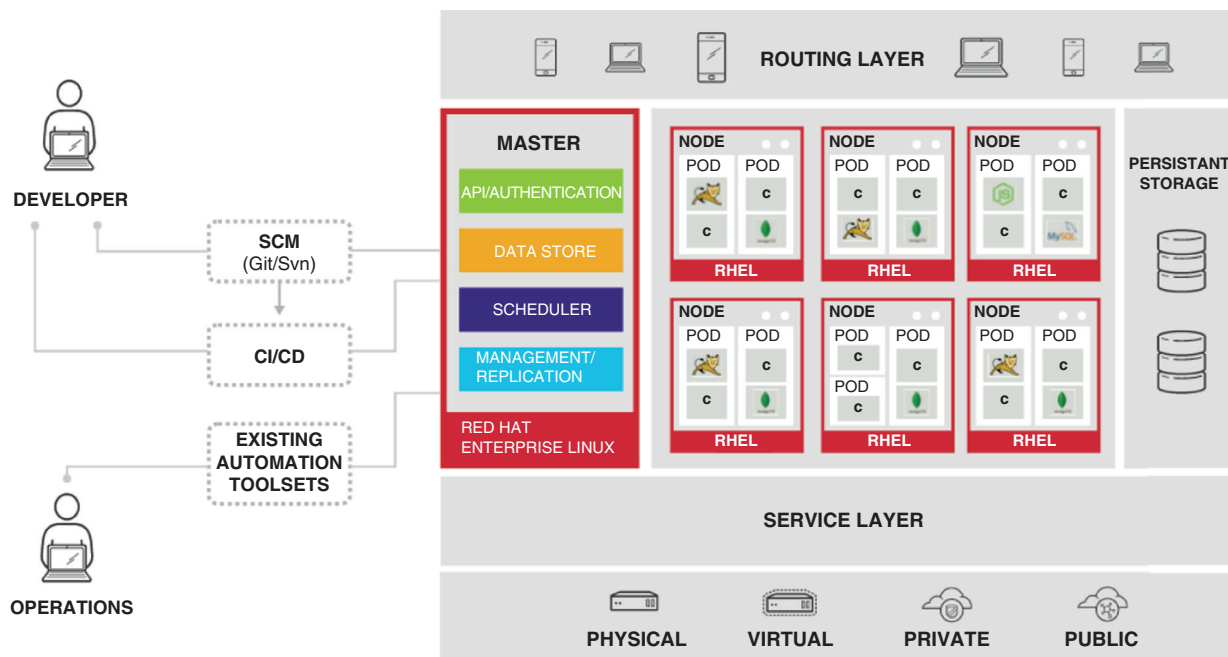 ROUTING LAYER
DEVELOPER
SCM
(Git/Svn)
CI/CD
EXISTING
AUTOMATION
TOOLSETS
OPERATIONS
MASTER
API/AUTHENTICATION
DATA STORE
SCHEDULER
MANAGEMENT/
REPLICATION
RED HAT
ENTERPRISE LINUX
NODE
POD POD
c
c
RHEL
NODE
POD POD
c c
RHEL
NODE
POD POD
c
c MySQL
RHEL
NODE
POD POD
c
c
RHEL
NODE
POD POD
c c
POD
c
RHEL
NODE
POD POD
c
c
RHEL
PERSISTANT
STORAGE
SERVICE LAYER
PHYSICAL VIRTUAL PRIVATE PUBLIC